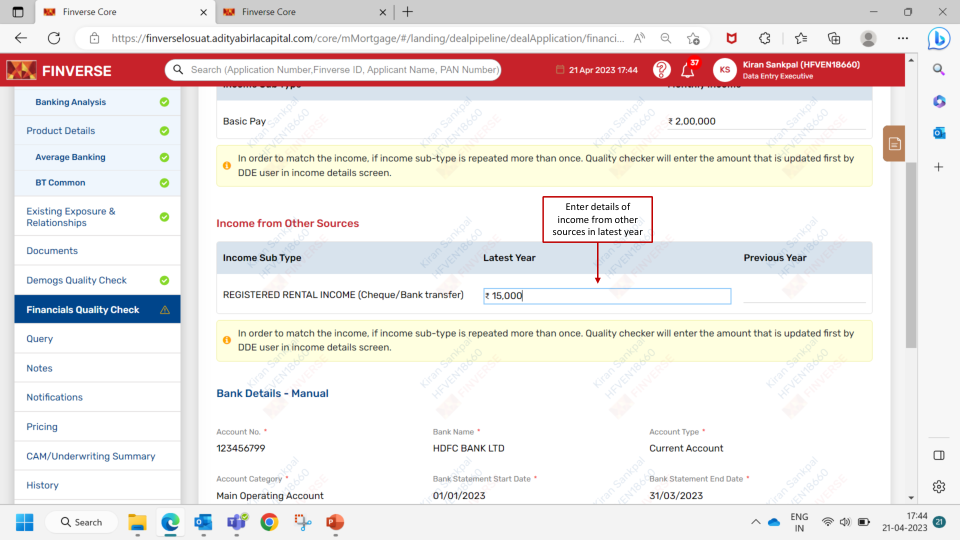 Finverse Core
Finverse Core
https://finverselosuat.adityabirlacapital.com/core/mMortgage/#/landing/dealpipeline/dealApplication/financi...
FINVERSE
Search (Application Number,Finverse ID, Applicant Name, PAN Number)
21 Apr 2023 17:44
37
KS
Kiran Sankpal (HFVEN18660)
Data Entry Executive
Banking Analysis
Product Details
Average Banking
BT Common
Existing Exposure &
Relationships
Documents
Demogs Quality Check
Financials Quality Check
Query
Notes
Notifications
Pricing
CAM/Underwriting Summary
History
Income Sub Type Monthly Income
Basic Pay ₹ 2,00,000
In order to match the income, if income sub-type is repeated more than once. Quality checker will enter the amount that is updated first by
DDE user in income details screen.
Enter details of
income from other
sources in latest year
Income from Other Sources
Income Sub Type Latest Year Previous Year
REGISTERED RENTAL INCOME (Cheque/Bank transfer) ₹ 15,000
In order to match the income, if income sub-type is repeated more than once. Quality checker will enter the amount that is updated first by
DDE user in income details screen.
Bank Details - Manual
Account No. * Bank Name * Account Type *
123456799 HDFC BANK LTD Current Account
Account Category * Bank Statement Start Date * Bank Statement End Date *
Main Operating Account 01/01/2023 31/03/2023
Kiran Sankpal
HFVEN18660
FINVERSE
Search
ENG
IN
17:44
21-04-2023
21